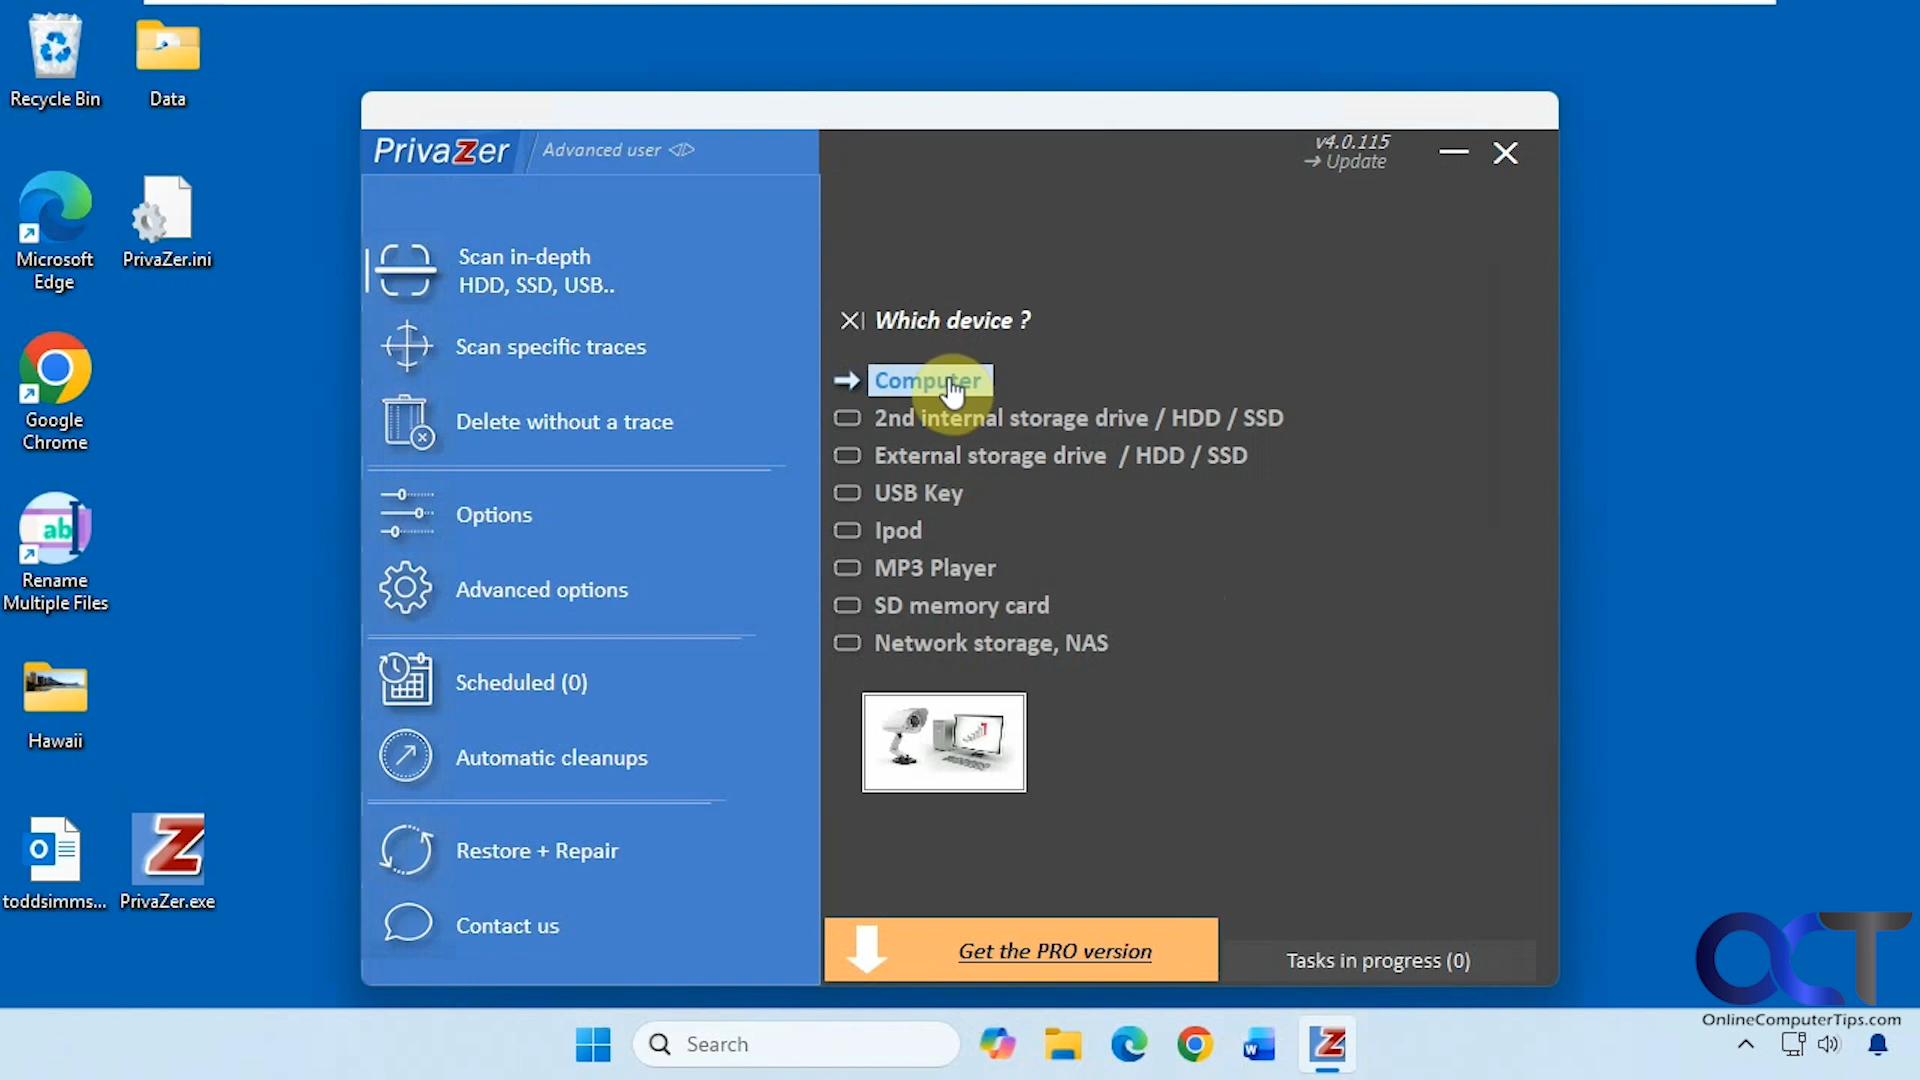 Recycle Bin
Data
Microsoft
Edge
PrivaZer.ini
Google
Chrome
ab
Rename
Multiple Files
Hawaii
toddsimms...
PrivaZer.exe
PrivaZer
Advanced user
v4.0.115
→ Update
Scan in-depth
HDD, SSD, USB..
Scan specific traces
Delete without a trace
Options
Advanced options
Scheduled (0)
Automatic cleanups
Restore + Repair
Contact us
Which device ?
Computer
2nd internal storage drive / HDD / SSD
External storage drive / HDD / SSD
USB Key
Ipod
MP3 Player
SD memory card
Network storage, NAS
Get the PRO version
Tasks in progress (0)
OCT
OnlineComputerTips.com
Search